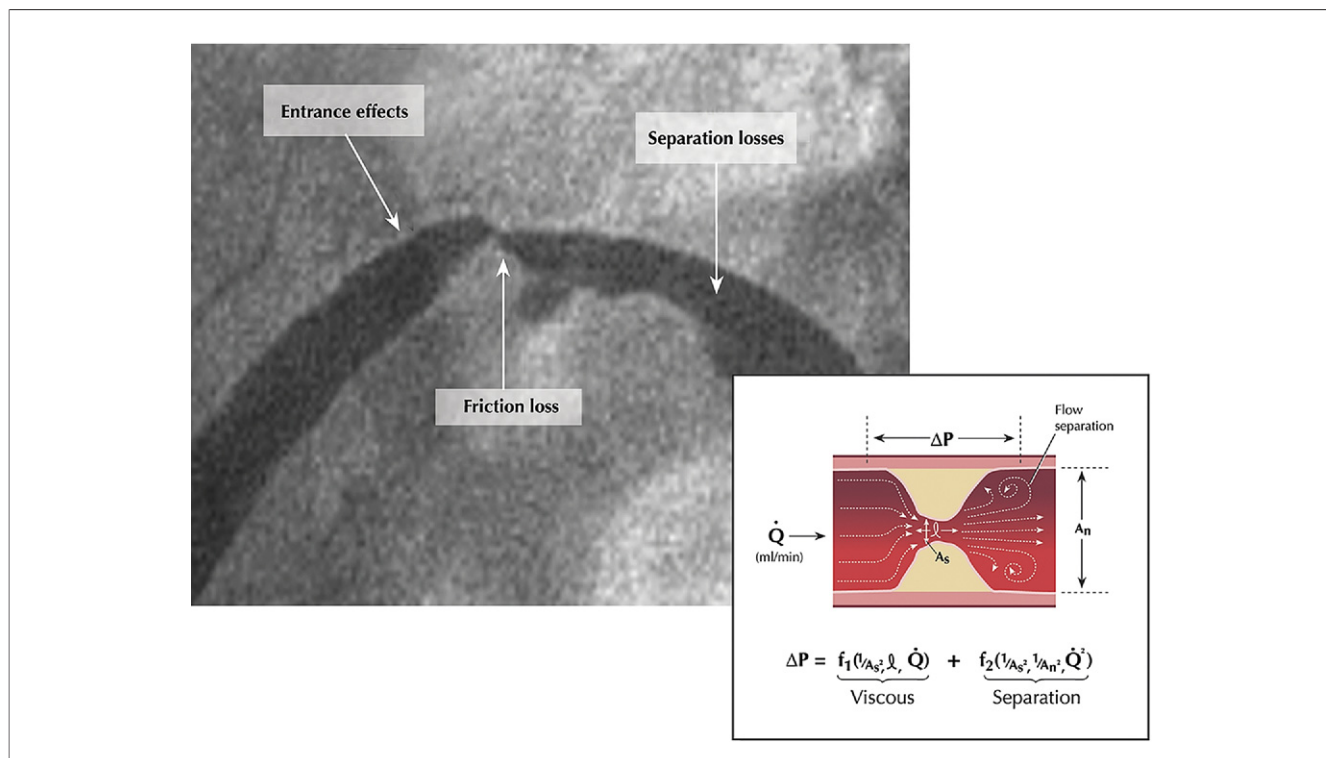 Entrance effects
Separation losses
Friction loss
Flow
separation
ΔP
Q̇
(ml/min)
ℓ
As
An
ΔP = f₁(1/As², ℓ, Q̇) + f₂(1/As², 1/An², Q̇²)
Viscous Separation